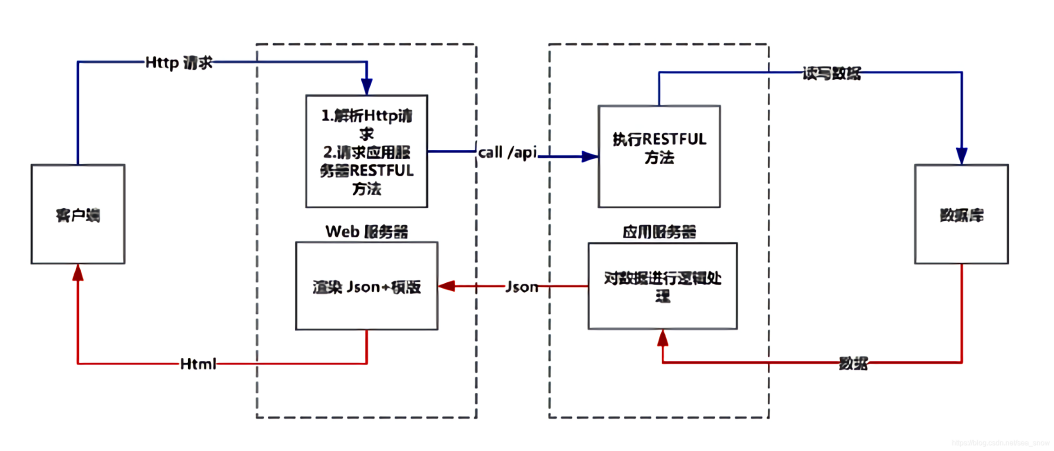 Http 请求
读写数据
1.解析Http请
求
2.请求应用服
务器RESTFUL
方法
call /api
执行RESTFUL
方法
客户端
数据库
Web 服务器
应用服务器
渲染 Json+模版
Json
对数据进行逻辑处
理
Html
数据